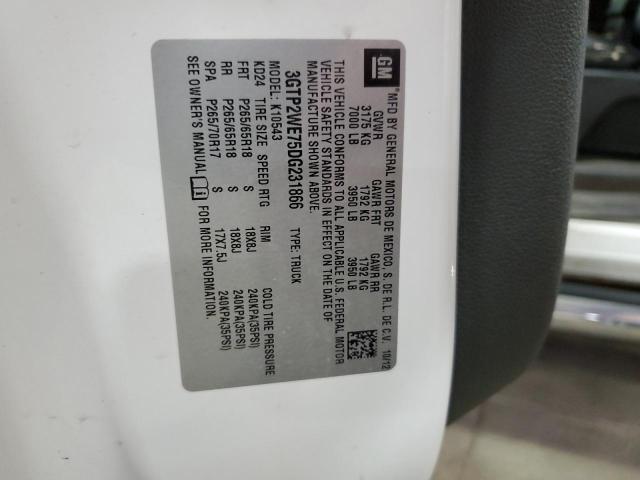 GM
MFD BY GENERAL MOTORS DE MEXICO, S. DE R.L. DE C.V. 10/12
GVWR GAWR FRT GAWR RR
3175 KG 1792 KG 1792 KG
7000 LB 3950 LB 3950 LB
THIS VEHICLE CONFORMS TO ALL APPLICABLE U.S. FEDERAL MOTOR
VEHICLE SAFETY STANDARDS IN EFFECT ON THE DATE OF
MANUFACTURE SHOWN ABOVE.
3GTP2WE75DG231866 TYPE: TRUCK
MODEL: K10543
KD24 TIRE SIZE SPEED RTG RIM COLD TIRE PRESSURE
FRT P265/65R18 S 18X8J 240KPA(35PSI)
RR P265/65R18 S 18X8J 240KPA(35PSI)
SPA P265/70R17 S 17X7.5J 240KPA(35PSI)
SEE OWNER'S MANUAL FOR MORE INFORMATION.